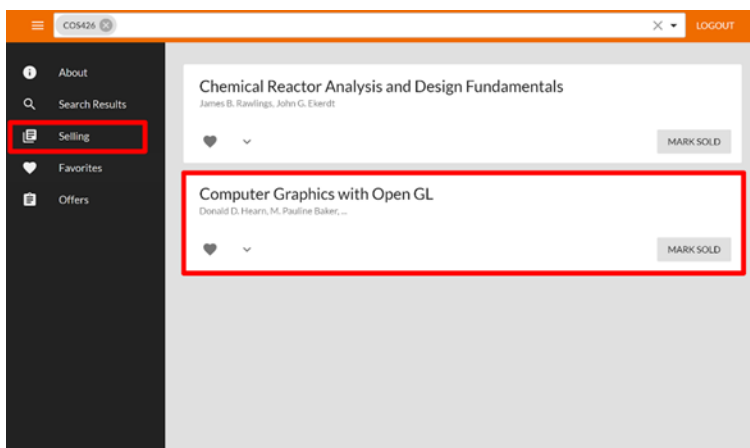 COS426
LOGOUT
About
Search Results
Selling
Favorites
Offers
Chemical Reactor Analysis and Design Fundamentals
James B. Rawlings, John G. Ekerdt
MARK SOLD
Computer Graphics with Open GL
Donald D. Hearn, M. Pauline Baker, ...
MARK SOLD